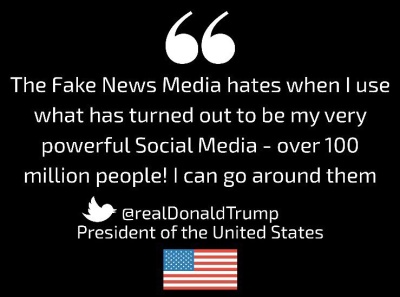 The Fake News Media hates when I use
what has turned out to be my very
powerful Social Media - over 100
million people! I can go around them
@realDonaldTrump
President of the United States